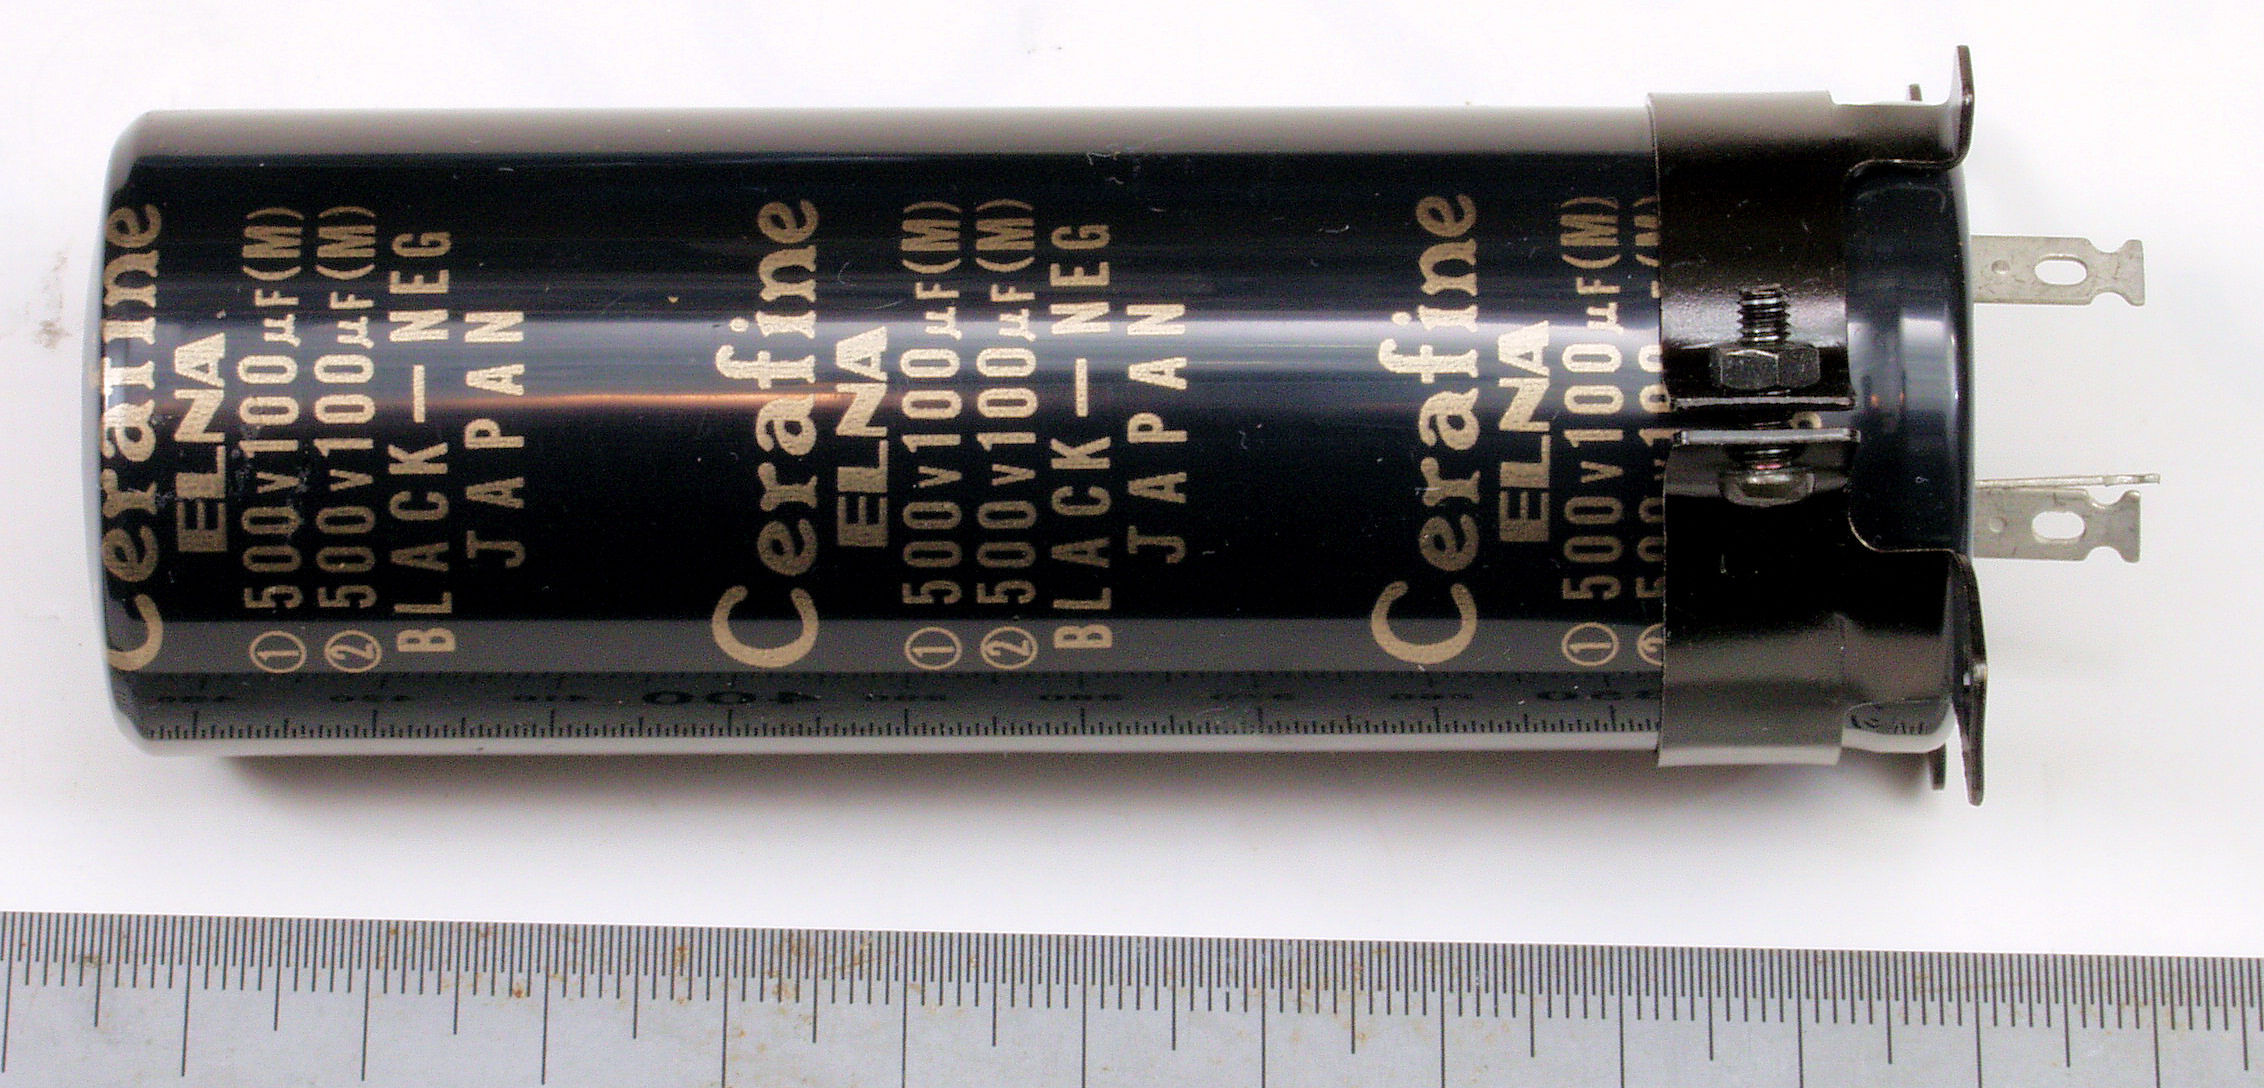 Cerafine
ELNA
① 500v100μF(M)
② 500v100μF(M)
BLACK—NEG
JAPAN
Cerafine
ELNA
① 500v100μF(M)
② 500v100μF(M)
BLACK—NEG
JAPAN
Cerafine
ELNA
① 500v100μF(M)
400